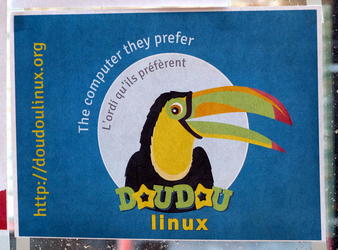 http://doudoulinux.org
The computer they prefer
L'ordi qu'ils préfèrent
DOUDOU
linux